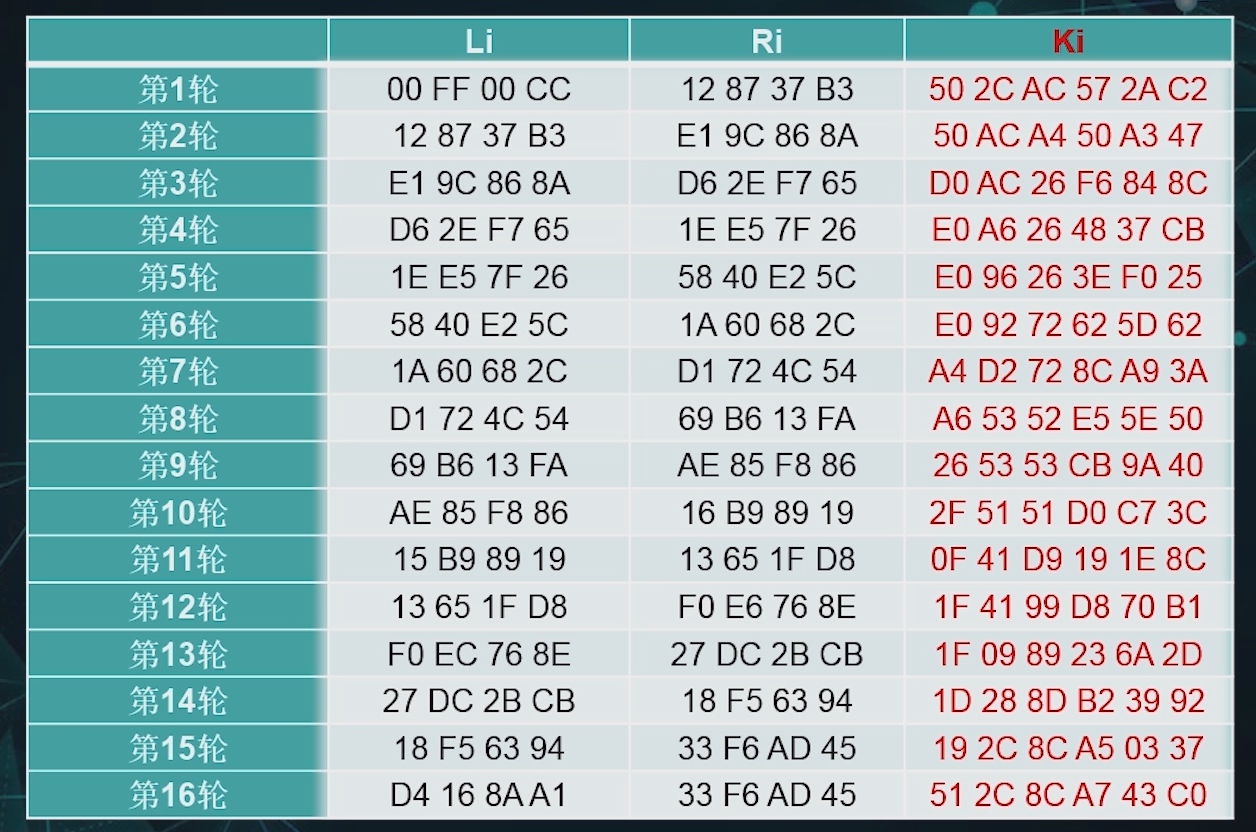 Li Ri Ki
第1轮 00 FF 00 CC 12 87 37 B3 50 2C AC 57 2A C2
第2轮 12 87 37 B3 E1 9C 86 8A 50 AC A4 50 A3 47
第3轮 E1 9C 86 8A D6 2E F7 65 D0 AC 26 F6 84 8C
第4轮 D6 2E F7 65 1E E5 7F 26 E0 A6 26 48 37 CB
第5轮 1E E5 7F 26 58 40 E2 5C E0 96 26 3E F0 25
第6轮 58 40 E2 5C 1A 60 68 2C E0 92 72 62 5D 62
第7轮 1A 60 68 2C D1 72 4C 54 A4 D2 72 8C A9 3A
第8轮 D1 72 4C 54 69 B6 13 FA A6 53 52 E5 5E 50
第9轮 69 B6 13 FA AE 85 F8 86 26 53 53 CB 9A 40
第10轮 AE 85 F8 86 16 B9 89 19 2F 51 51 D0 C7 3C
第11轮 15 B9 89 19 13 65 1F D8 0F 41 D9 19 1E 8C
第12轮 13 65 1F D8 F0 E6 76 8E 1F 41 99 D8 70 B1
第13轮 F0 EC 76 8E 27 DC 2B CB 1F 09 89 23 6A 2D
第14轮 27 DC 2B CB 18 F5 63 94 1D 28 8D B2 39 92
第15轮 18 F5 63 94 33 F6 AD 45 19 2C 8C A5 03 37
第16轮 D4 16 8A A1 33 F6 AD 45 51 2C 8C A7 43 C0